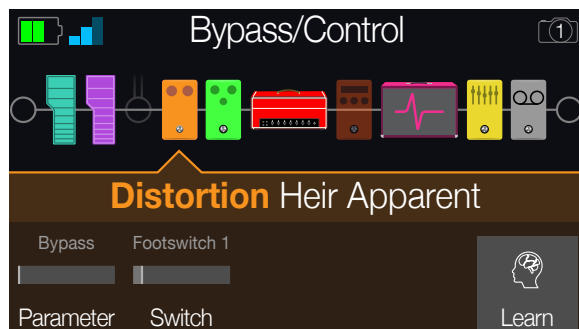 Bypass/Control
1
Distortion Heir Apparent
Bypass Footswitch 1
Parameter Switch Learn